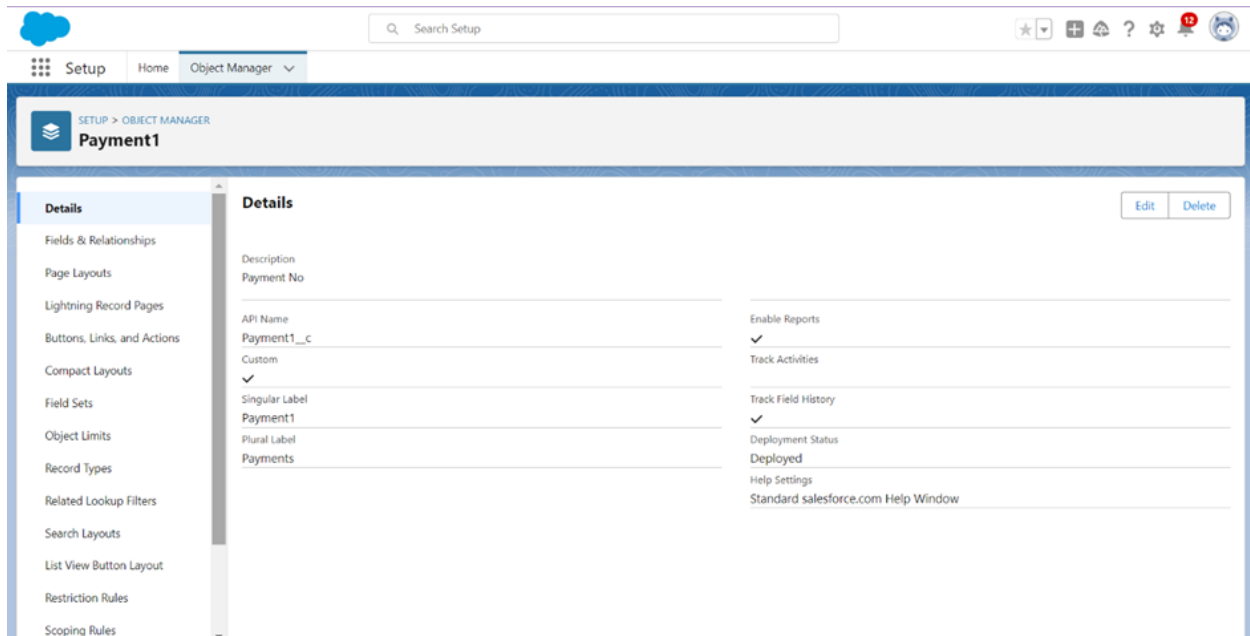 Search Setup
12
Setup
Home
Object Manager
SETUP > OBJECT MANAGER
Payment1
Details
Fields & Relationships
Page Layouts
Lightning Record Pages
Buttons, Links, and Actions
Compact Layouts
Field Sets
Object Limits
Record Types
Related Lookup Filters
Search Layouts
List View Button Layout
Restriction Rules
Scoping Rules
Details
Edit
Delete
Description
Payment No
API Name
Payment1__c
Custom
Singular Label
Payment1
Plural Label
Payments
Enable Reports
Track Activities
Track Field History
Deployment Status
Deployed
Help Settings
Standard salesforce.com Help Window